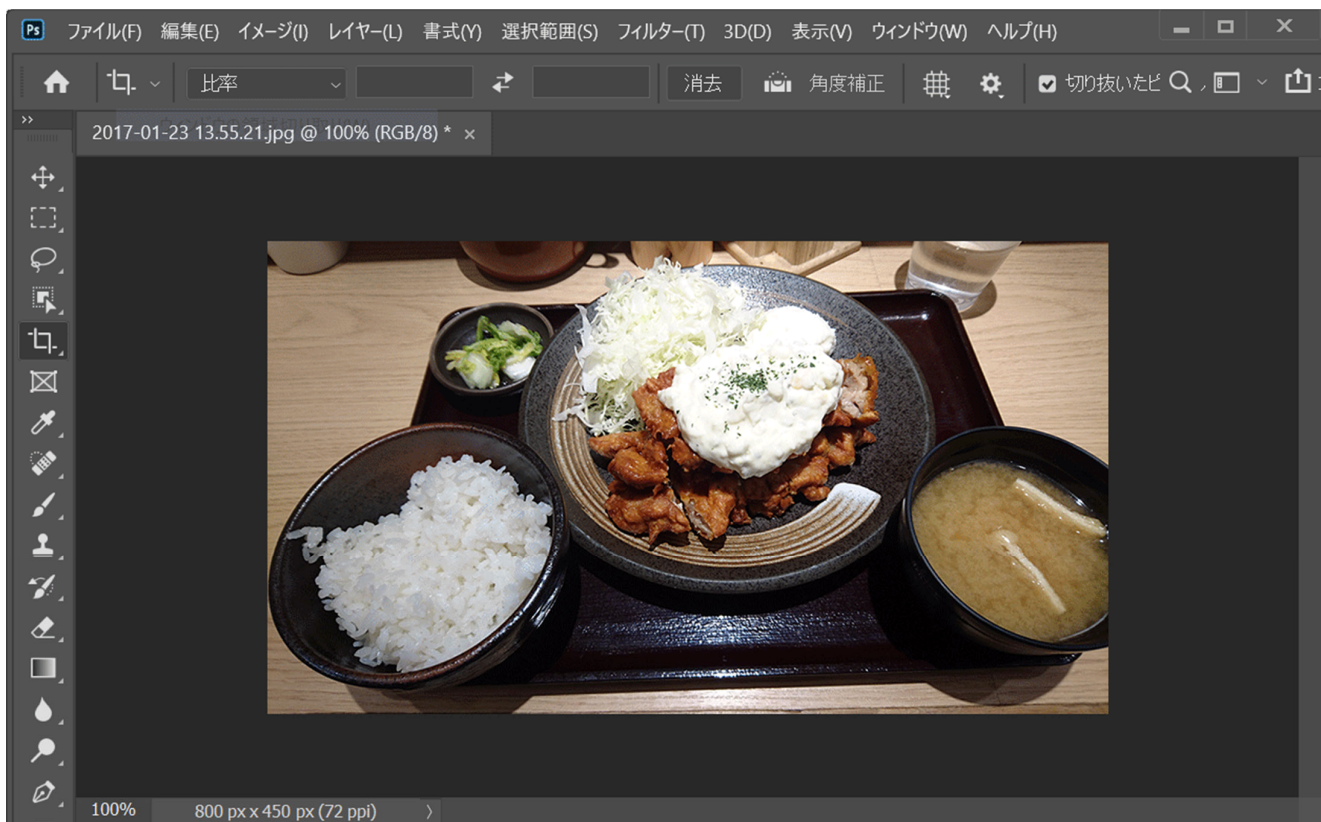 Ps ファイル(F) 編集(E) イメージ(I) レイヤー(L) 書式(Y) 選択範囲(S) フィルター(T) 3D(D) 表示(V) ウィンドウ(W) ヘルプ(H)
比率 消去 角度補正 切り抜いたピ
2017-01-23 13.55.21.jpg @ 100% (RGB/8) * ×
100% 800 px x 450 px (72 ppi)